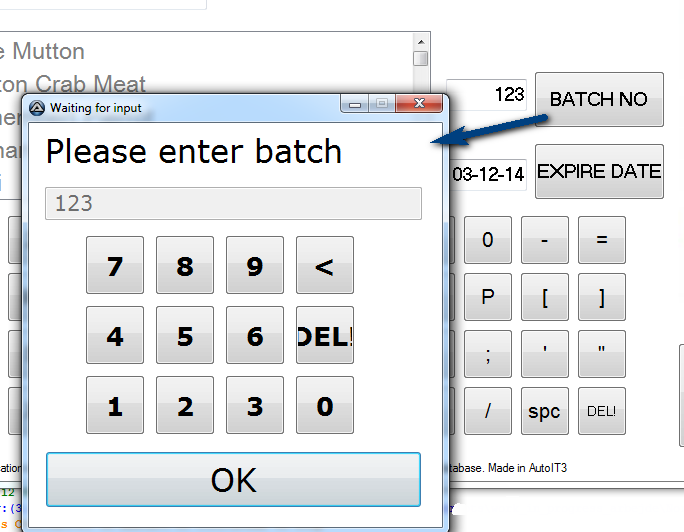 e Mutton
ton Crab Meat
Waiting for input
Please enter batch
123
7 8 9 <
4 5 6 DEL!
1 2 3 0
OK
123 BATCH NO
03-12-14 EXPIRE DATE
0 - =
P [ ]
; ' "
/ spc DEL!
tabase. Made in AutoIT3
12
:(3